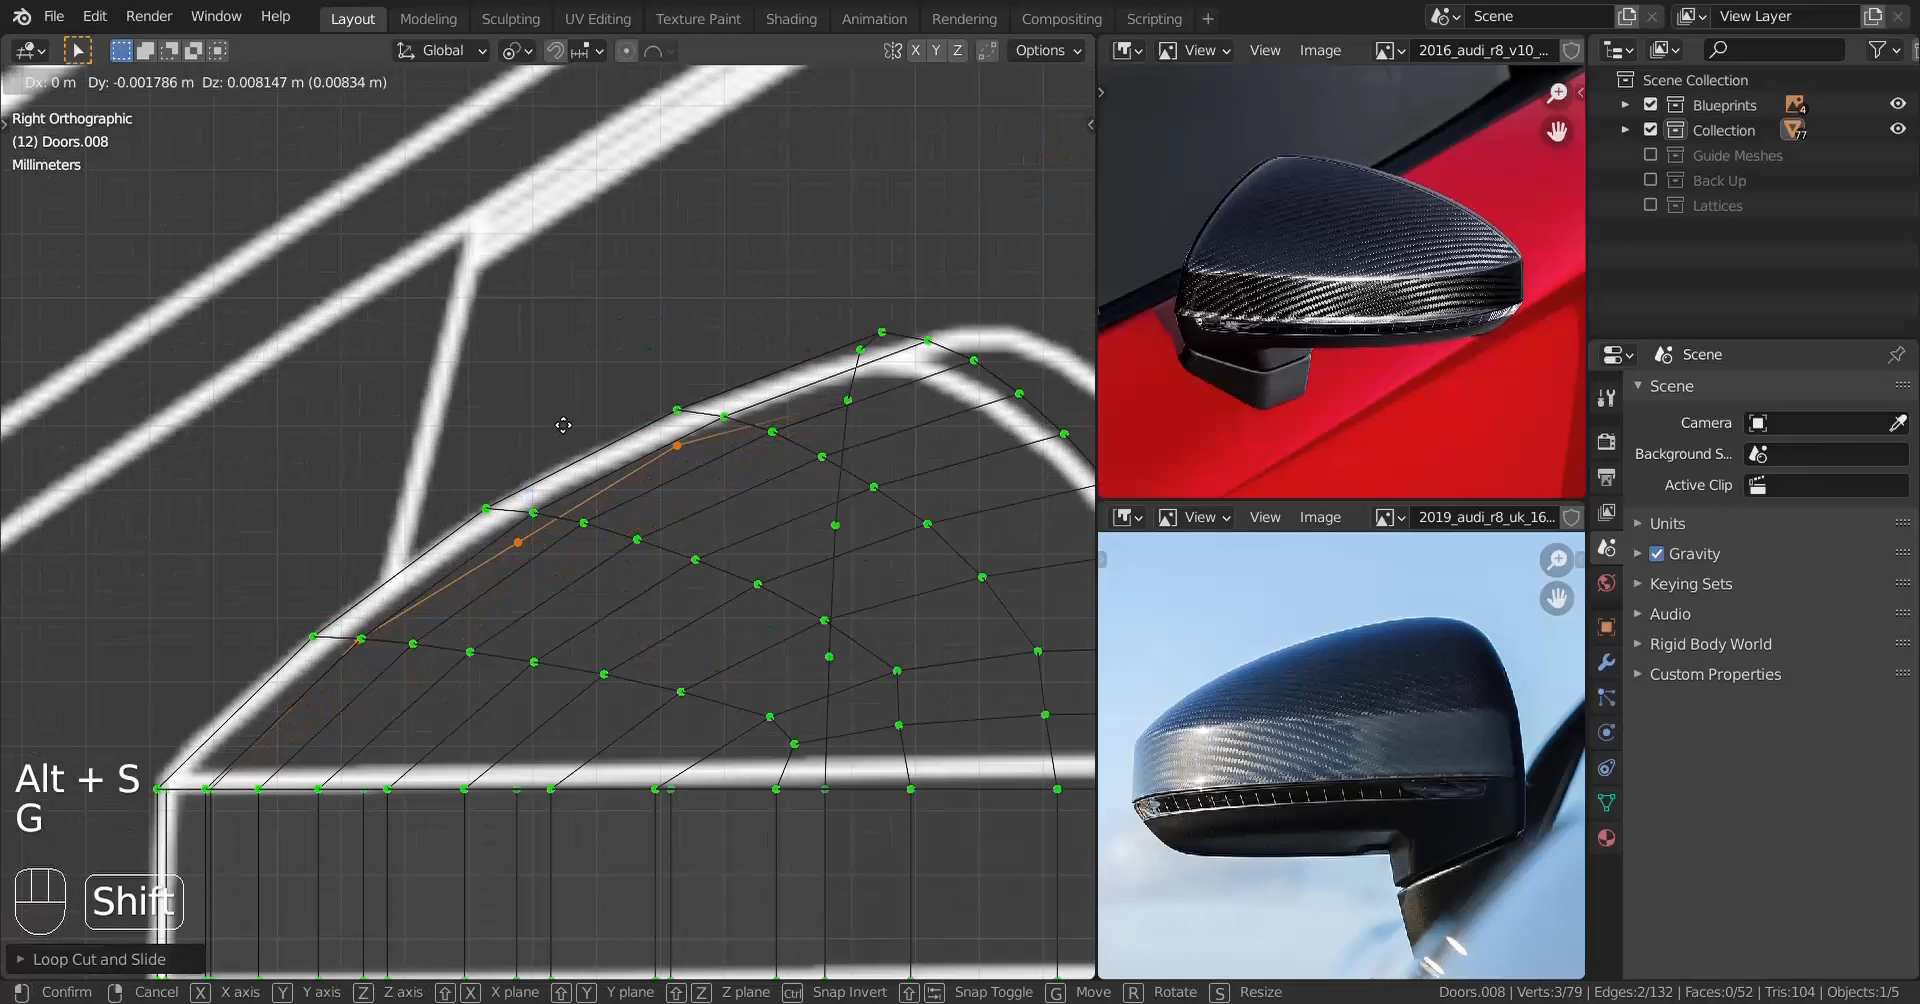 File Edit Render Window Help Layout Modeling Sculpting UV Editing Texture Paint Shading Animation Rendering Compositing Scripting + Scene View Layer
Global X Y Z Options View View Image 2016_audi_r8_v10_...
Dx: 0 m Dy: -0.001786 m Dz: 0.008147 m (0.00834 m)
Right Orthographic
(12) Doors.008
Millimeters
Scene Collection
Blueprints 4
Collection 77
Guide Meshes
Back Up
Lattices
Scene
Scene
Camera
Background S...
Active Clip
View View Image 2019_audi_r8_uk_16...
Units
Gravity
Keying Sets
Audio
Rigid Body World
Custom Properties
Alt + S
G
Shift
Loop Cut and Slide
Confirm Cancel X X axis Y Y axis Z Z axis X X plane Y Y plane Z Z plane Ctrl Snap Invert Snap Toggle G Move R Rotate S Resize Doors.008 | Verts:3/79 | Edges:2/132 | Faces:0/52 | Tris:104 | Objects:1/5